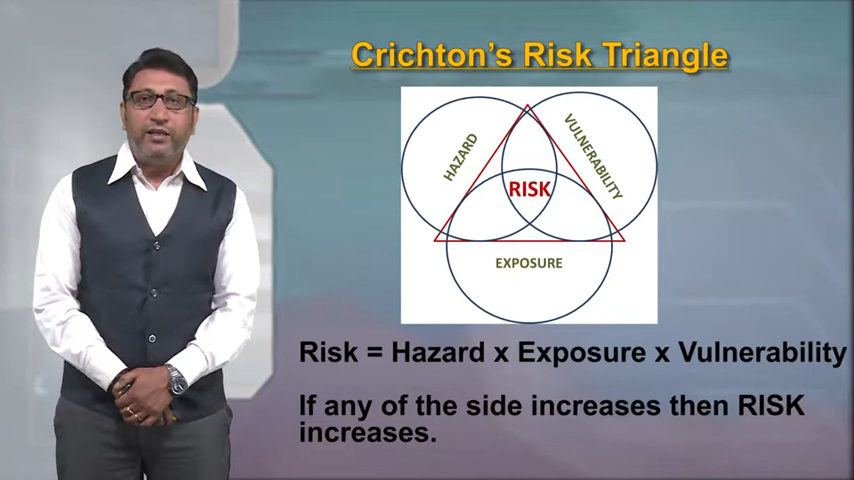 Crichton's Risk Triangle
HAZARD
VULNERABILITY
RISK
EXPOSURE
Risk = Hazard x Exposure x Vulnerability
If any of the side increases then RISK
increases.